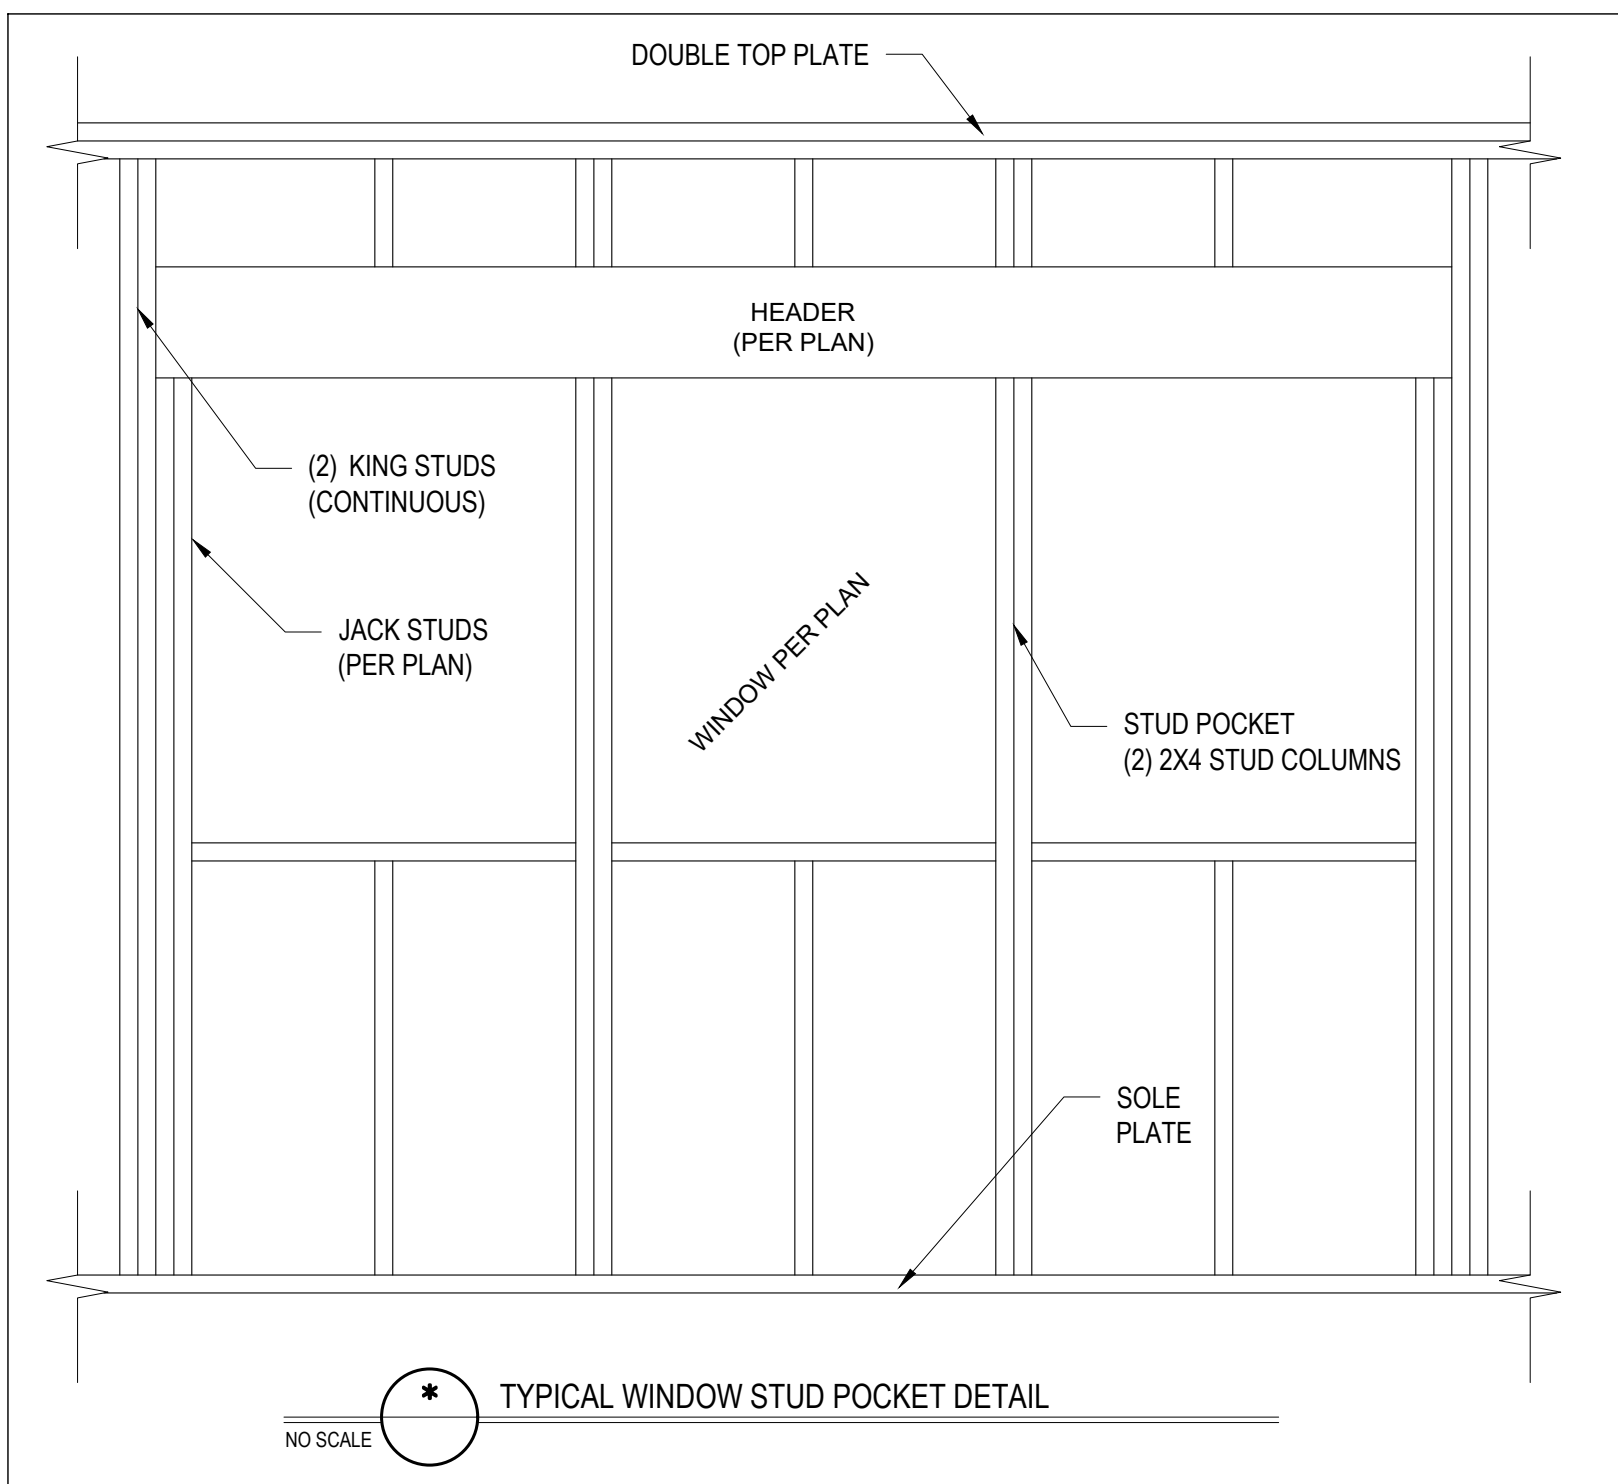 DOUBLE TOP PLATE
HEADER
(PER PLAN)
(2) KING STUDS
(CONTINUOUS)
JACK STUDS
(PER PLAN)
WINDOW PER PLAN
STUD POCKET
(2) 2X4 STUD COLUMNS
SOLE
PLATE
*
TYPICAL WINDOW STUD POCKET DETAIL
NO SCALE